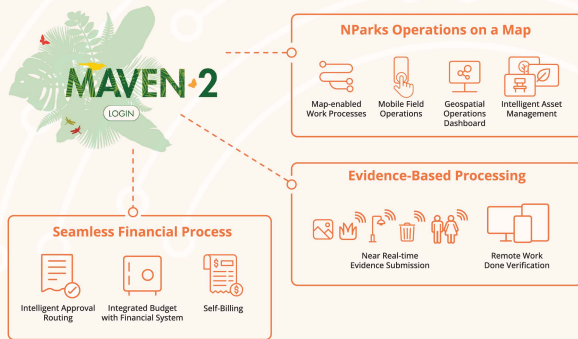 MAVEN 2
LOGIN
NParks Operations on a Map
Map-enabled
Work Processes
Mobile Field
Operations
Geospatial
Operations
Dashboard
Intelligent Asset
Management
Evidence-Based Processing
Near Real-time
Evidence Submission
Remote Work
Done Verification
Seamless Financial Process
Intelligent Approval
Routing
Integrated Budget
with Financial System
Self-Billing